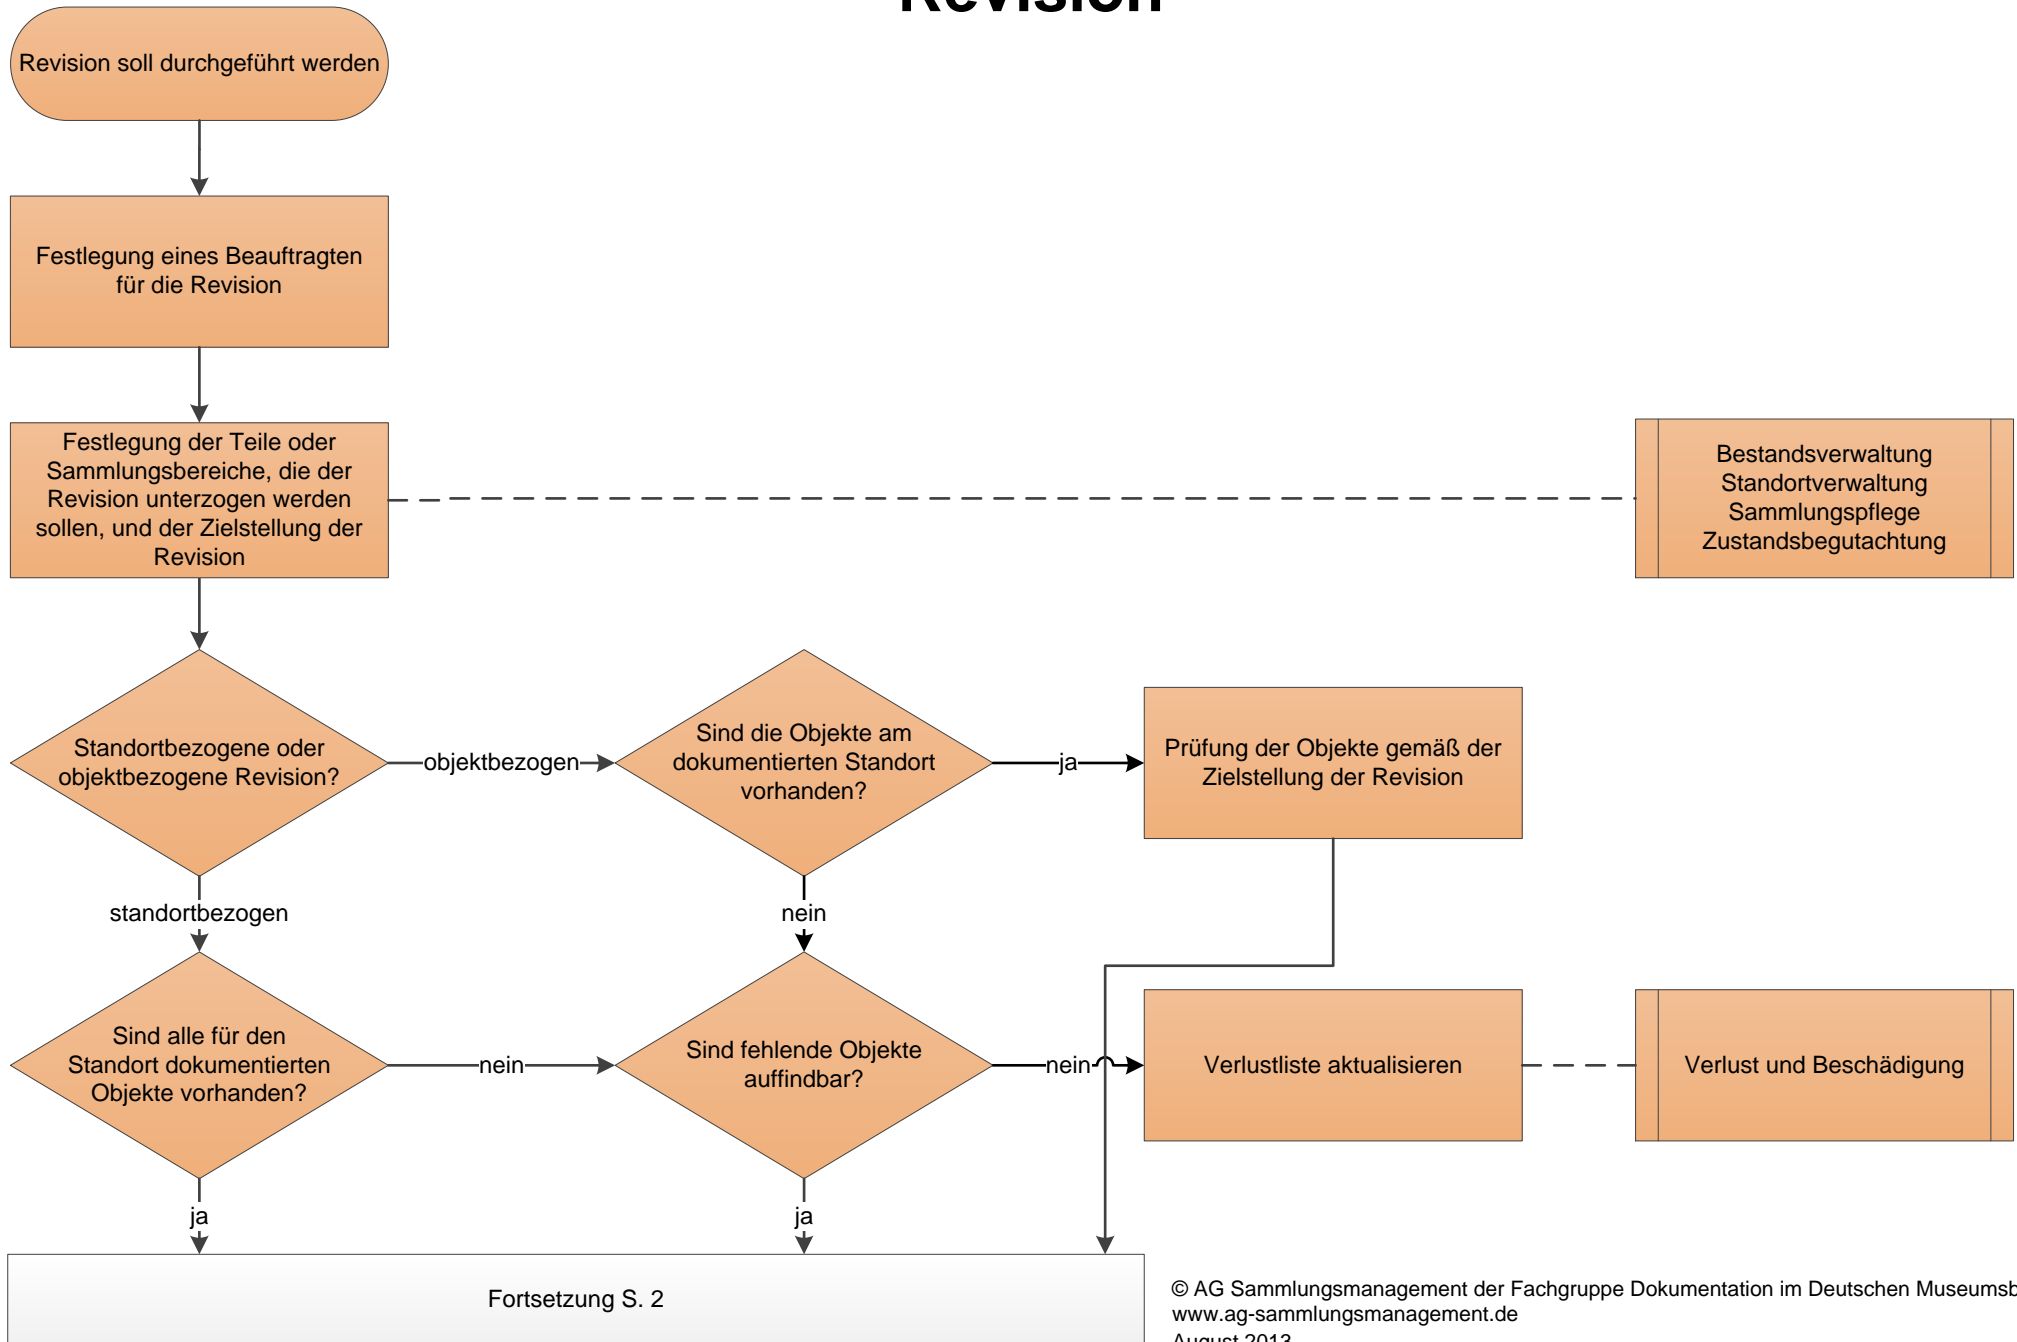 Revision
Revision soll durchgeführt werden
Festlegung eines Beauftragten
für die Revision
Festlegung der Teile oder
Sammlungsbereiche, die der
Revision unterzogen werden
sollen, und der Zielstellung der
Revision
Bestandsverwaltung
Standortverwaltung
Sammlungspflege
Zustandsbegutachtung
Standortbezogene oder
objektbezogene Revision?
objektbezogen
Sind die Objekte am
dokumentierten Standort
vorhanden?
ja
Prüfung der Objekte gemäß der
Zielstellung der Revision
standortbezogen
nein
Sind alle für den
Standort dokumentierten
Objekte vorhanden?
nein
Sind fehlende Objekte
auffindbar?
nein
Verlustliste aktualisieren
Verlust und Beschädigung
ja
ja
Fortsetzung S. 2
© AG Sammlungsmanagement der Fachgruppe Dokumentation im Deutschen Museumsb
www.ag-sammlungsmanagement.de
August 2013